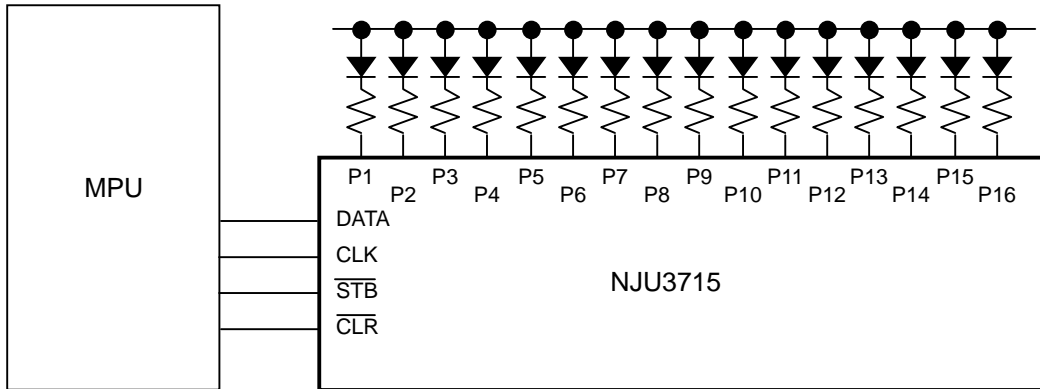 P1 P3 P5 P7 P9 P11 P13 P15
P2 P4 P6 P8 P10 P12 P14 P16
MPU
DATA
CLK
STB
CLR
NJU3715